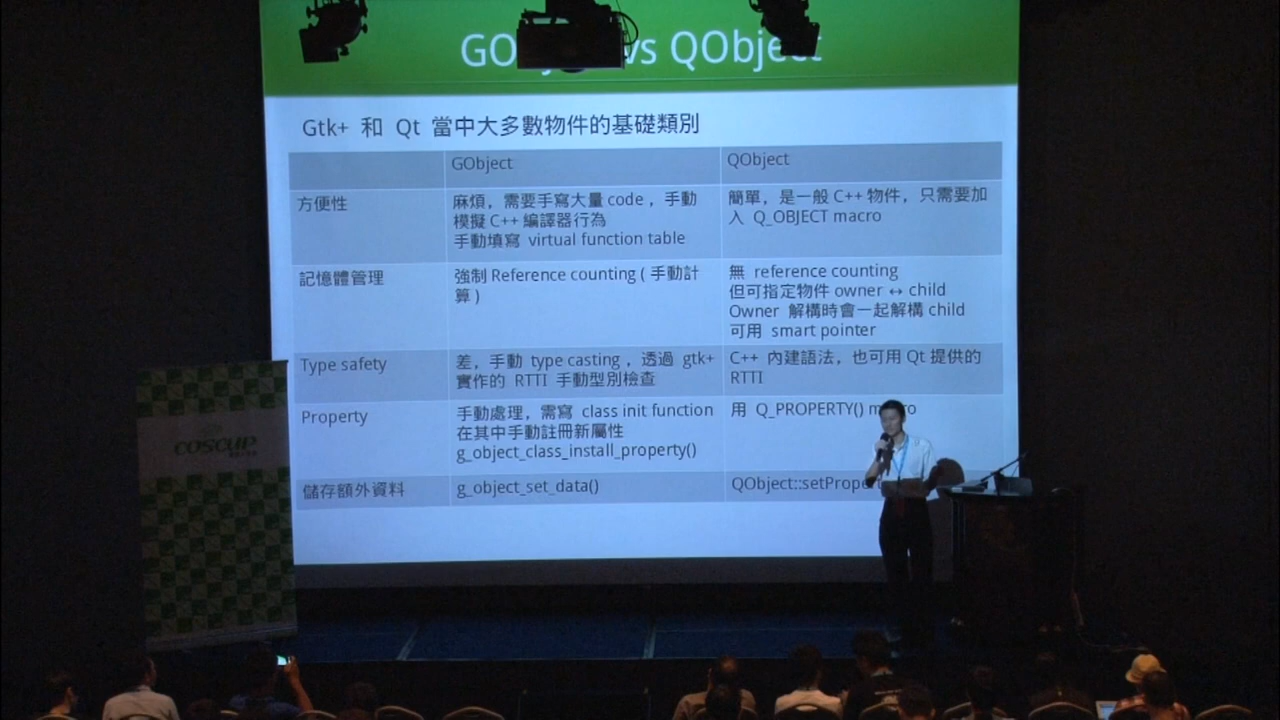 GO vs QObject
Gtk+ 和 Qt 當中大多數物件的基礎類別
GObject
QObject
方便性
麻煩，需要手寫大量 code，手動
模擬 C++ 編譯器行為
手動填寫 virtual function table
簡單，是一般 C++ 物件，只需要加
入 Q_OBJECT macro
記憶體管理
強制 Reference counting ( 手動計
算 )
無 reference counting
但可指定物件 owner ↔ child
Owner 解構時會一起解構 child
可用 smart pointer
Type safety
差，手動 type casting，透過 gtk+
實作的 RTTI 手動型別檢查
C++ 內建語法，也可用 Qt 提供的
RTTI
Property
手動處理，需寫 class init function
在其中手動註冊新屬性
g_object_class_install_property()
用 Q_PROPERTY() m ro
儲存額外資料
g_object_set_data()
QObject::setPrope
COSCUP